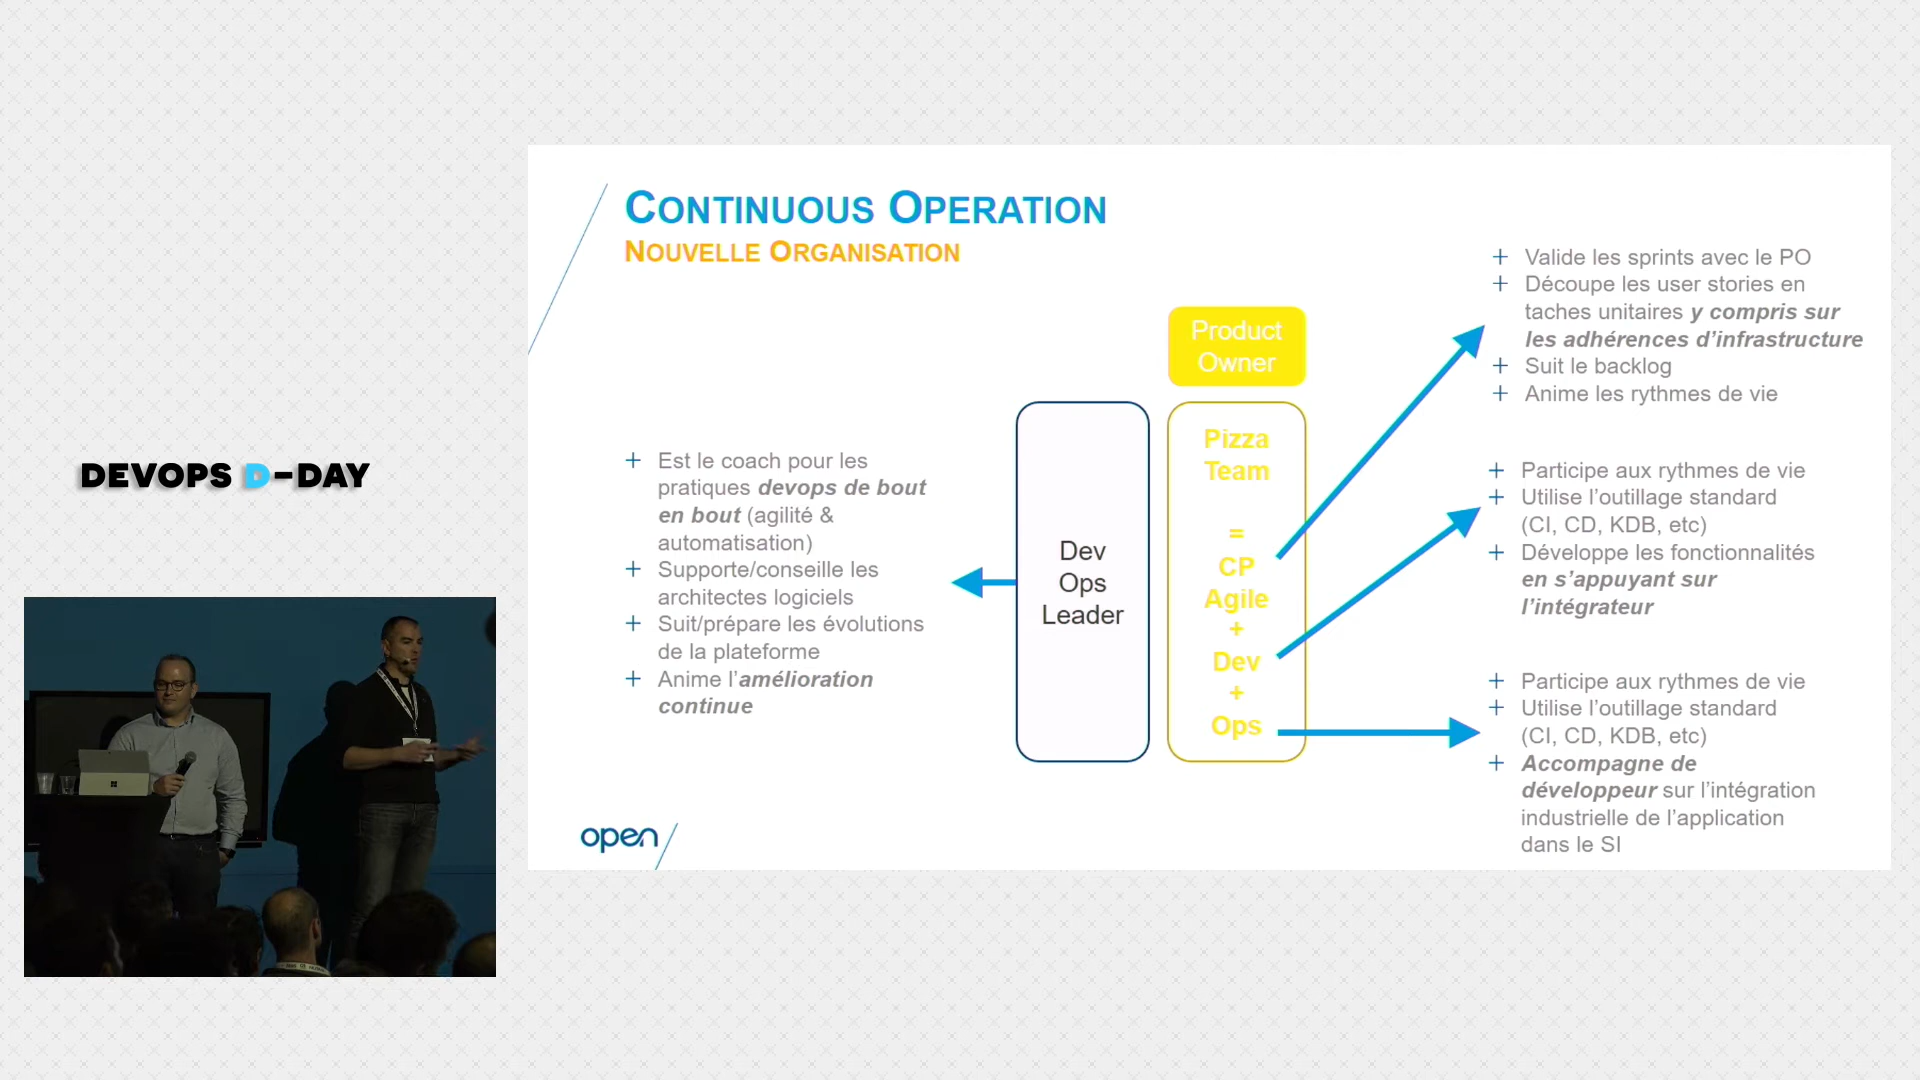 DEVOPS D-DAY
CONTINUOUS OPERATION
NOUVELLE ORGANISATION
+ Est le coach pour les
pratiques devops de bout
en bout (agilité &
automatisation)
+ Supporte/conseille les
architectes logiciels
+ Suit/prépare les évolutions
de la plateforme
+ Anime l’amélioration
continue
Dev
Ops
Leader
Product
Owner
Pizza
Team
=
CP
Agile
+
Dev
+
Ops
+ Valide les sprints avec le PO
+ Découpe les user stories en
taches unitaires y compris sur
les adhérences d’infrastructure
+ Suit le backlog
+ Anime les rythmes de vie
+ Participe aux rythmes de vie
+ Utilise l’outillage standard
(CI, CD, KDB, etc)
+ Développe les fonctionnalités
en s’appuyant sur
l’intégrateur
+ Participe aux rythmes de vie
+ Utilise l’outillage standard
(CI, CD, KDB, etc)
+ Accompagne de
développeur sur l’intégration
industrielle de l’application
dans le SI
open